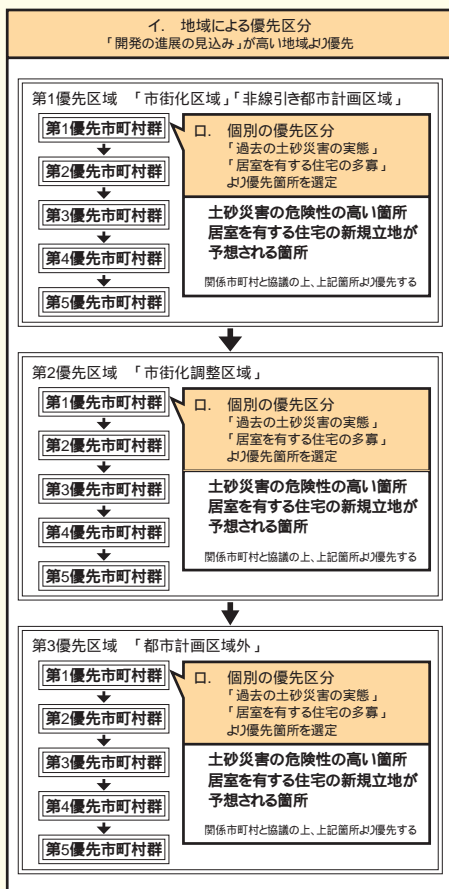 イ. 地域による優先区分
「開発の進展の見込み」が高い地域より優先
第1優先区域 「市街化区域」「非線引き都市計画区域」
第1優先市町村群
第2優先市町村群
第3優先市町村群
第4優先市町村群
第5優先市町村群
ロ. 個別の優先区分
「過去の土砂災害の実態」
「居室を有する住宅の多寡」
より優先箇所を選定
土砂災害の危険性の高い箇所
居室を有する住宅の新規立地が
予想される箇所
関係市町村と協議の上、上記箇所より優先する
第2優先区域 「市街化調整区域」
第1優先市町村群
第2優先市町村群
第3優先市町村群
第4優先市町村群
第5優先市町村群
ロ. 個別の優先区分
「過去の土砂災害の実態」
「居室を有する住宅の多募」
より優先箇所を選定
土砂災害の危険性の高い箇所
居室を有する住宅の新規立地が
予想される箇所
関係市町村と協議の上、上記箇所より優先する
第3優先区域 「都市計画区域外」
第1優先市町村群
第2優先市町村群
第3優先市町村群
第4優先市町村群
第5優先市町村群
ロ. 個別の優先区分
「過去の土砂災害の実態」
「居室を有する住宅の多募」
より優先箇所を選定
土砂災害の危険性の高い箇所
居室を有する住宅の新規立地が
予想される箇所
関係市町村と協議の上、上記箇所より優先する